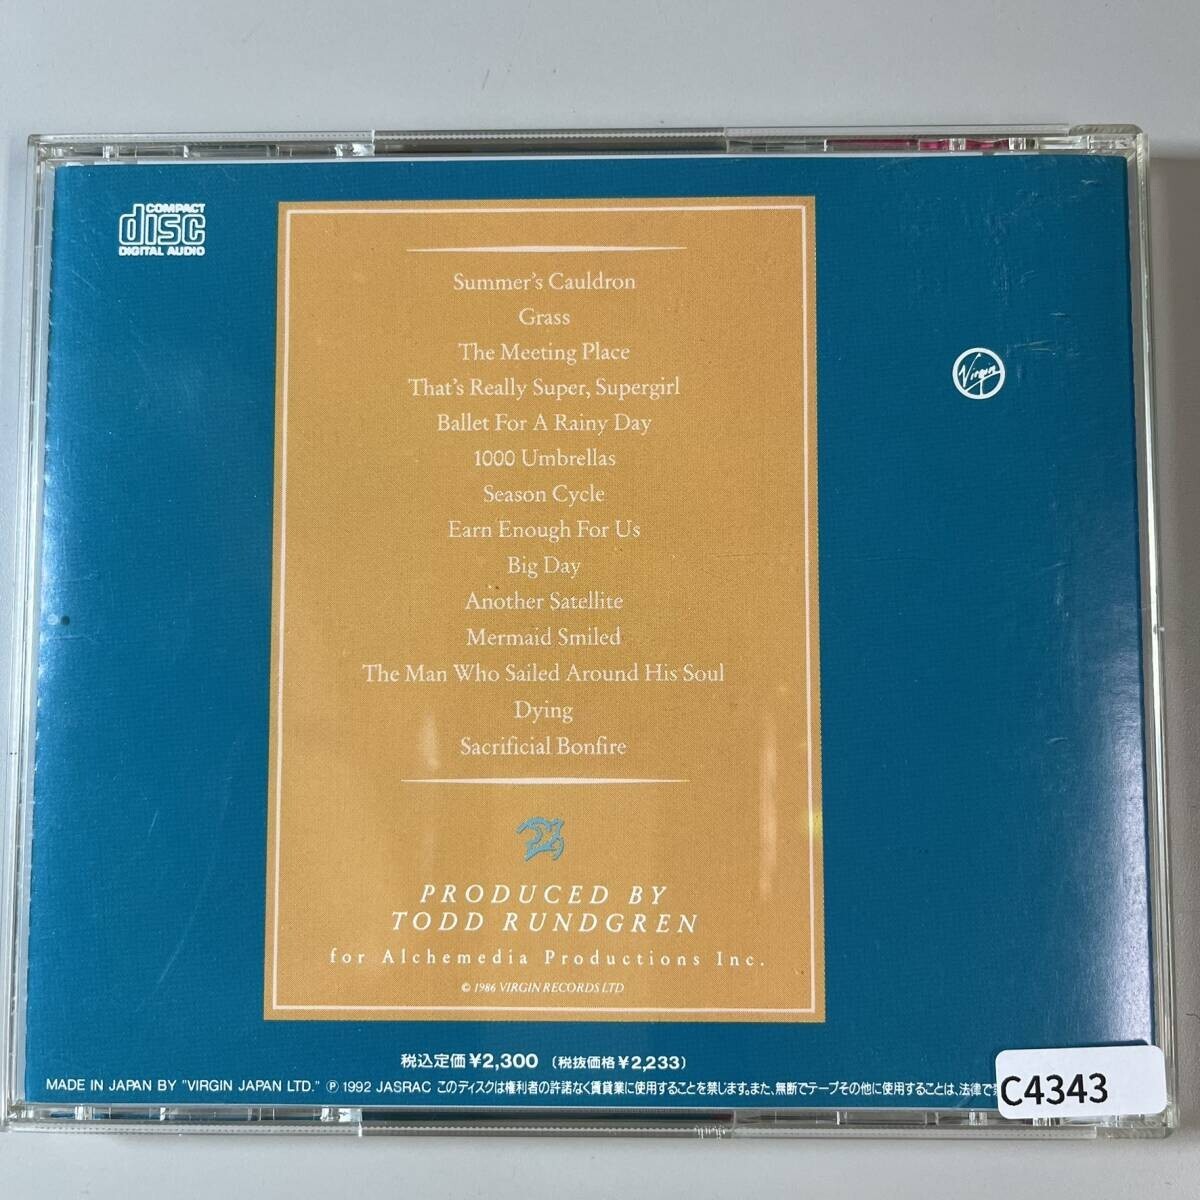 COMPACT
disc
DIGITAL AUDIO
Summer's Cauldron
Grass
The Meeting Place
That's Really Super, Supergirl
Ballet For A Rainy Day
1000 Umbrellas
Season Cycle
Earn Enough For Us
Big Day
Another Satellite
Mermaid Smiled
The Man Who Sailed Around His Soul
Dying
Sacrificial Bonfire
Virgin
PRODUCED BY
TODD RUNDGREN
for Alchemedia Productions Inc.
© 1986 VIRGIN RECORDS LTD
税込定価¥2,300 (税抜価格¥2,233)
MADE IN JAPAN BY "VIRGIN JAPAN LTD." ℗ 1992 JASRAC このディスクは権利者の許諾なく賃貸業に使用することを禁じます。また、無断でテープその他に使用することは、法律で
C4343